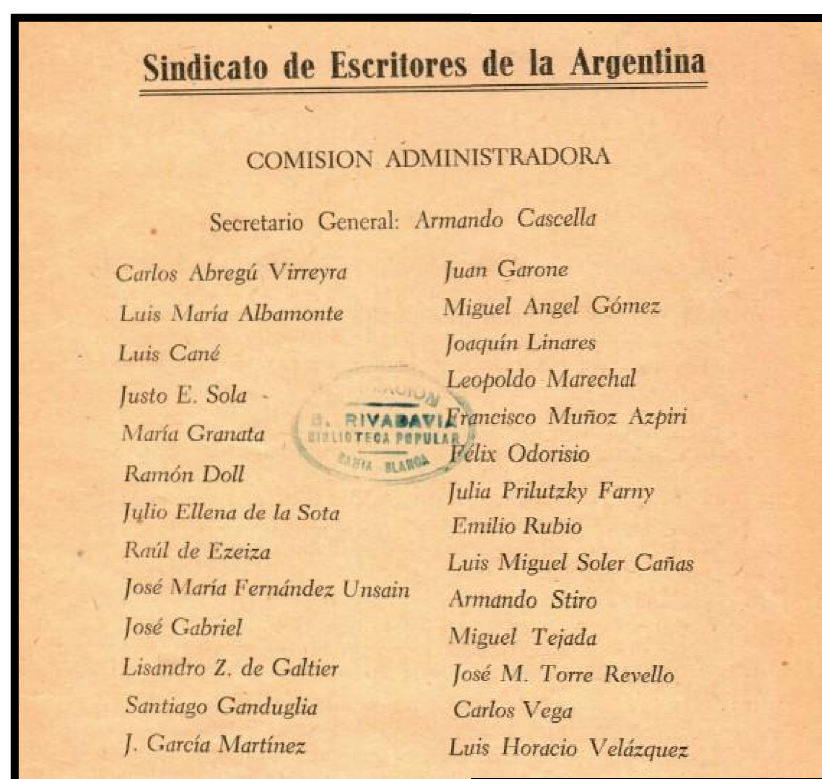 Sindicato de Escritores de la Argentina
COMISION ADMINISTRADORA
Secretario General: Armando Cascella
Carlos Abregú Virreyra
Luis María Albamonte
Luis Cané
Justo E. Sola
María Granata
Ramón Doll
Julio Ellena de la Sota
Raúl de Ezeiza
José María Fernández Unsain
José Gabriel
Lisandro Z. de Galtier
Santiago Ganduglia
J. García Martínez
Juan Garone
Miguel Angel Gómez
Joaquín Linares
Leopoldo Marechal
Francisco Muñoz Azpiri
Félix Odorisio
Julia Prilutzky Farny
Emilio Rubio
Luis Miguel Soler Cañas
Armando Stiro
Miguel Tejada
José M. Torre Revello
Carlos Vega
Luis Horacio Velázquez
RIVADAVIA
BIBLIOTECA POPULAR
BAHIA BLANCA